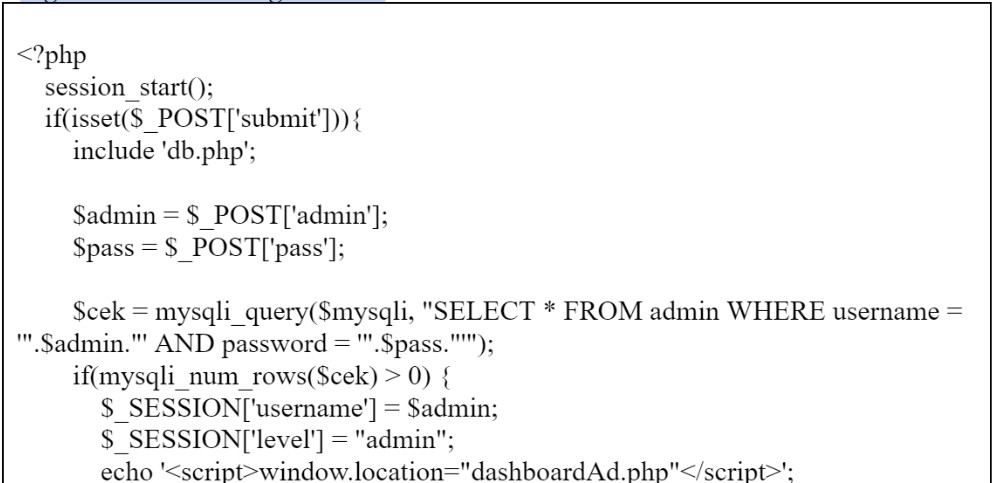 <?php
session_start();
if(isset($_POST['submit'])){
include 'db.php';
$admin = $_POST['admin'];
$pass = $_POST['pass'];
$cek = mysqli_query($mysqli, "SELECT * FROM admin WHERE username =
'".$admin."' AND password = '".$pass."'");
if(mysqli_num_rows($cek) > 0) {
$_SESSION['username'] = $admin;
$_SESSION['level'] = "admin";
echo '<script>window.location="dashboardAd.php"</script>';